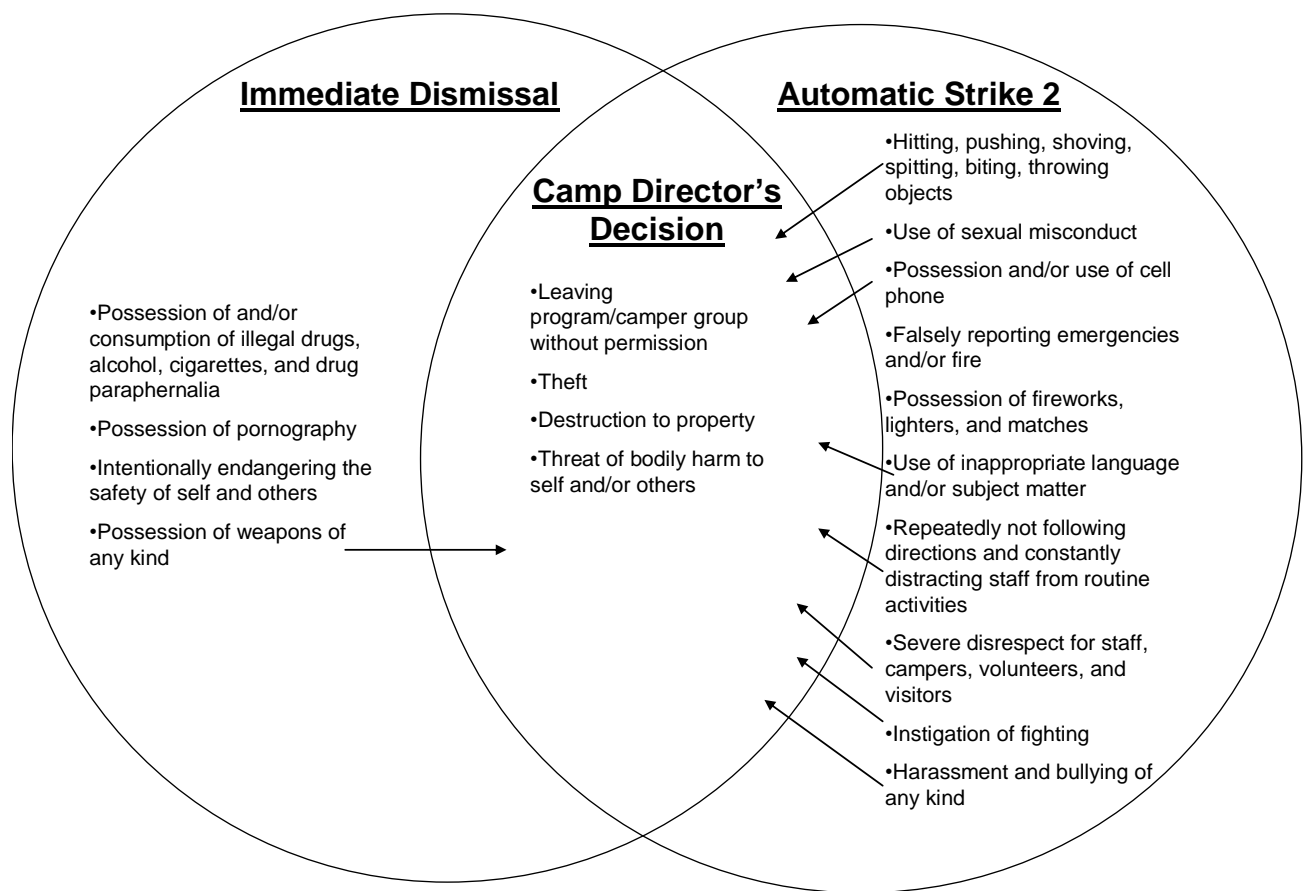 Immediate Dismissal
•Possession of and/or
consumption of illegal drugs,
alcohol, cigarettes, and drug
paraphernalia
•Possession of pornography
•Intentionally endangering the
safety of self and others
•Possession of weapons of
any kind
Camp Director’s
Decision
•Leaving
program/camper group
without permission
•Theft
•Destruction to property
•Threat of bodily harm to
self and/or others
Automatic Strike 2
•Hitting, pushing, shoving,
spitting, biting, throwing
objects
•Use of sexual misconduct
•Possession and/or use of cell
phone
•Falsely reporting emergencies
and/or fire
•Possession of fireworks,
lighters, and matches
•Use of inappropriate language
and/or subject matter
•Repeatedly not following
directions and constantly
distracting staff from routine
activities
•Severe disrespect for staff,
campers, volunteers, and
visitors
•Instigation of fighting
•Harassment and bullying of
any kind